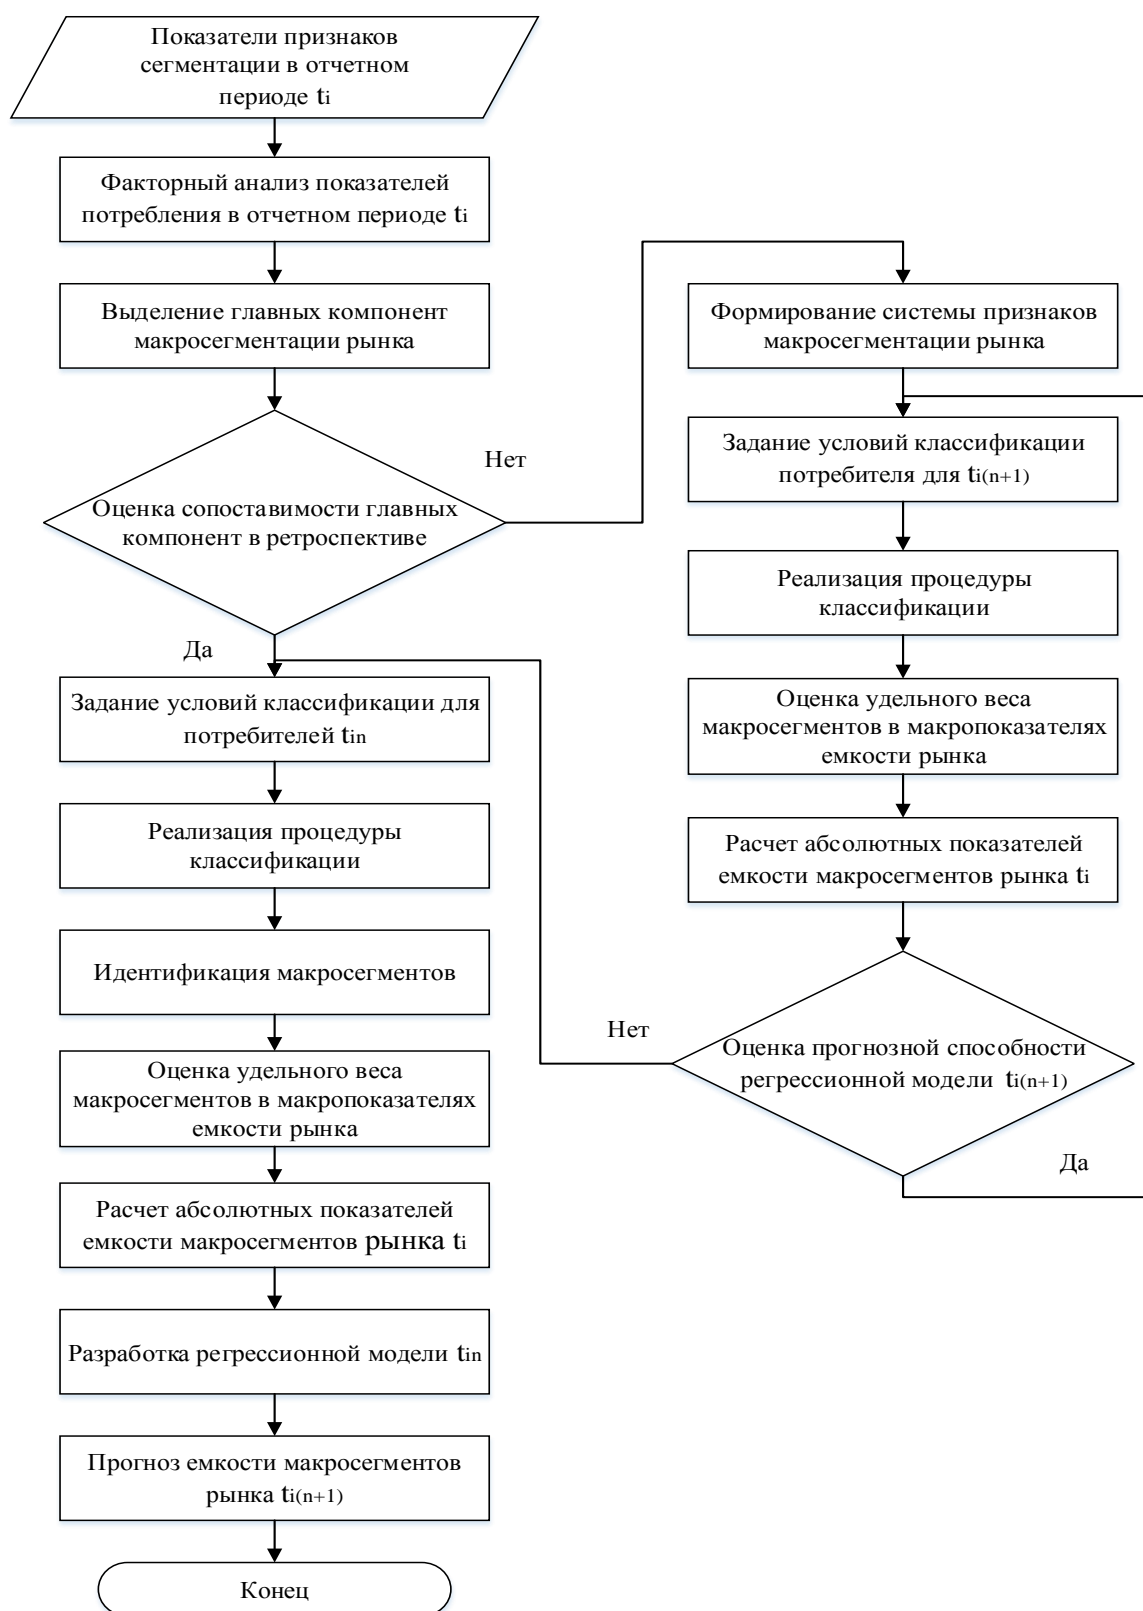 Показатели признаков
сегментации в отчетном
периоде ti
Факторный анализ показателей
потребления в отчетном периоде ti
Выделение главных компонент
макросегментации рынка
Оценка сопоставимости главных
компонент в ретроспективе
Нет
Да
Задание условий классификации для
потребителей tin
Реализация процедуры
классификации
Идентификация макросегментов
Оценка удельного веса
макросегментов в макропоказателях
емкости рынка
Расчет абсолютных показателей
емкости макросегментов рынка ti
Разработка регрессионной модели tin
Прогноз емкости макросегментов
рынка ti(n+1)
Конец
Формирование системы признаков
макросегментации рынка
Задание условий классификации
потребителя для ti(n+1)
Реализация процедуры
классификации
Оценка удельного веса
макросегментов в макропоказателях
емкости рынка
Расчет абсолютных показателей
емкости макросегментов рынка ti
Оценка прогнозной способности
регрессионной модели ti(n+1)
Нет
Да